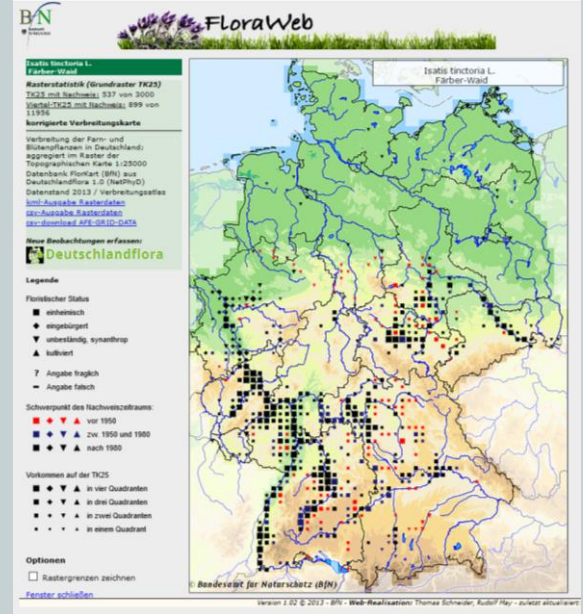 BfN
FloraWeb
Isatis tinctoria L.
Färber-Waid
Rasterstatistik (Grundraster TK25)
TK25 mit Nachweis: 537 von 3000
Viertel-TK25 mit Nachweis: 899 von
11956
korrigierte Verbreitungskarte
Verbreitung der Farn- und
Blütenpflanzen in Deutschland;
aggregiert im Raster der
Topographischen Karte 1:25000
Datenbank FlorKart (BfN) aus
Deutschlandflora 1.0 (NetPhyD)
Datenstand 2013 / Verbreitungsatlas
kml-Ausgabe Rasterdaten
csv-Ausgabe Rasterdaten
csv-download AFE-GRID-DATA
Neue Beobachtungen erfassen:
Deutschlandflora
Legende
Floristischer Status
einheimisch
eingebürgert
unbeständig, synanthrop
kultiviert
? Angabe fraglich
Angabe falsch
Schwerpunkt des Nachweiszeitraums:
vor 1950
zw. 1950 und 1980
nach 1980
Vorkommen auf der TK25
in vier Quadranten
in drei Quadranten
in zwei Quadranten
in einem Quadrant
Optionen
Rastergrenzen zeichnen
Fenster schließen
Isatis tinctoria L.
Färber-Waid
© Bundesamt für Naturschutz (BfN)
Version 1.02 © 2013 - BfN - Web-Realisation: Thomas Schneider, Rudolf May - zuletzt aktualisiert